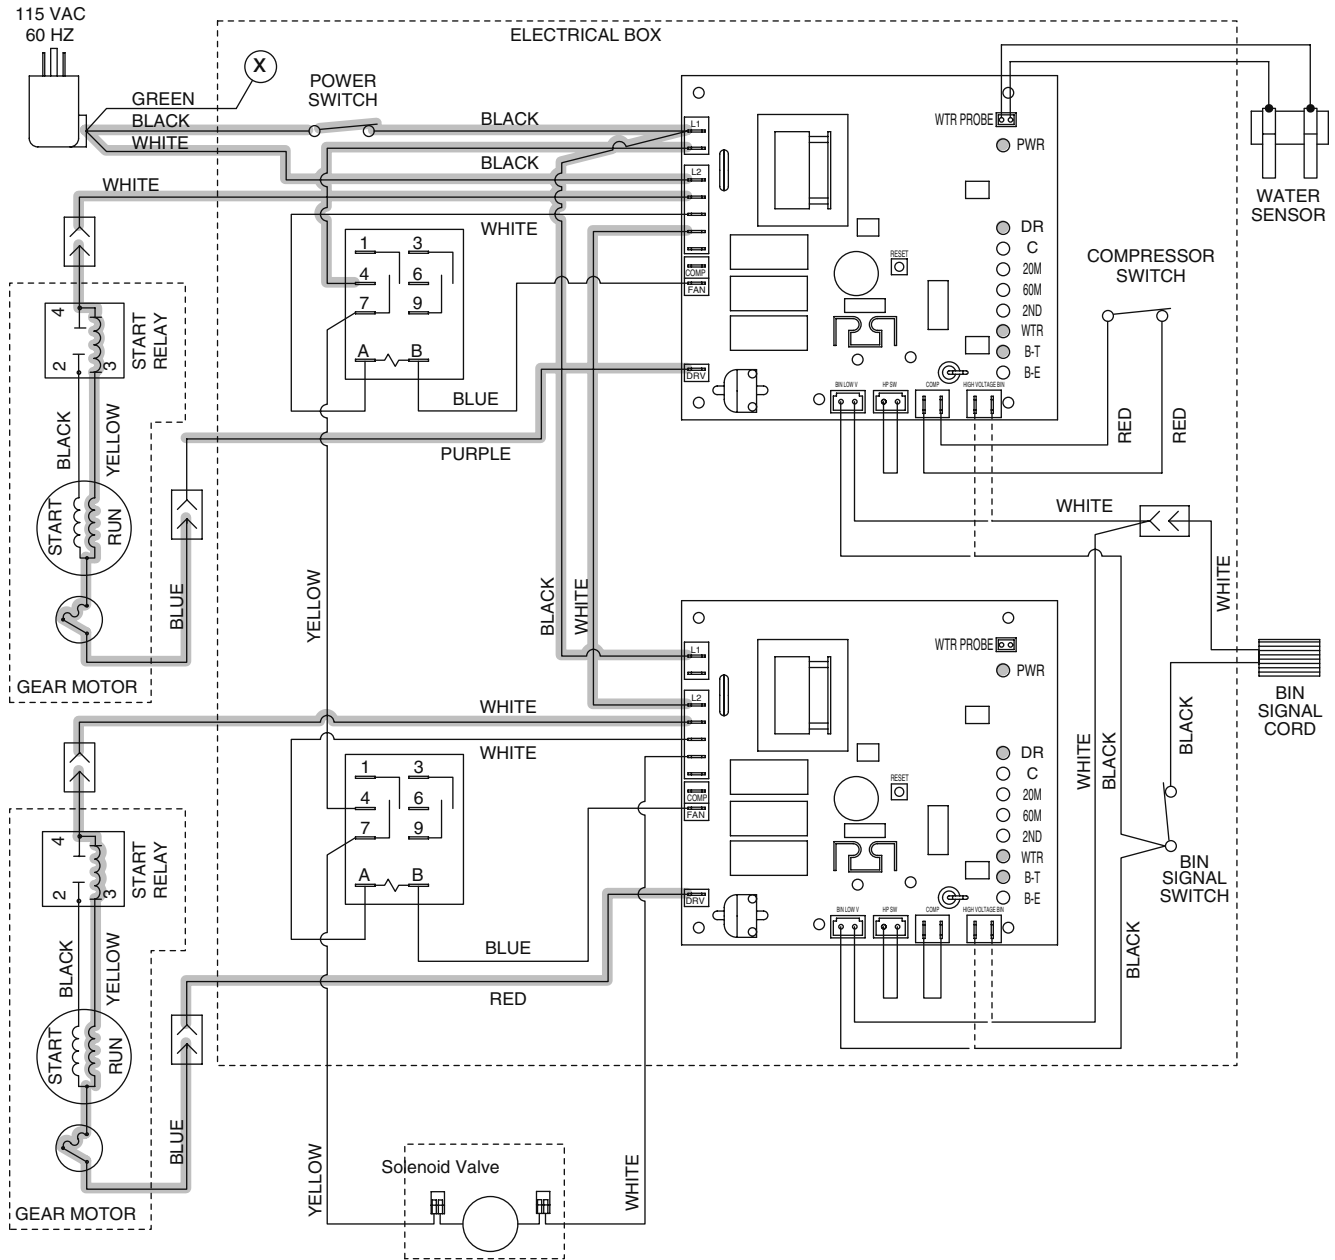 115 VAC
60 HZ
ELECTRICAL BOX
X
POWER
SWITCH
GREEN
BLACK
WHITE
BLACK
BLACK
WHITE
WHITE
L1
L2
COMP
FAN
DRV
WTR PROBE
PWR
DR
C
20M
60M
2ND
WTR
B-T
B-E
RESET
BIN LOW V
HP SW
COMP
HIGH VOLTAGE BIN
WATER
SENSOR
COMPRESSOR
SWITCH
RED
RED
1
3
4
6
7
9
A
B
BLUE
PURPLE
4
2
3
START
RELAY
BLACK
YELLOW
START
RUN
BLUE
GEAR MOTOR
YELLOW
BLACK
WHITE
WHITE
WHITE
BIN
SIGNAL
CORD
BLACK
WHITE
BLACK
BIN
SIGNAL
SWITCH
BLACK
WHITE
WHITE
L1
L2
COMP
FAN
DRV
WTR PROBE
PWR
DR
C
20M
60M
2ND
WTR
B-T
B-E
RESET
BIN LOW V
HP SW
COMP
HIGH VOLTAGE BIN
1
3
4
6
7
9
A
B
BLUE
RED
4
2
3
START
RELAY
BLACK
YELLOW
START
RUN
BLUE
GEAR MOTOR
YELLOW
Solenoid Valve
WHITE